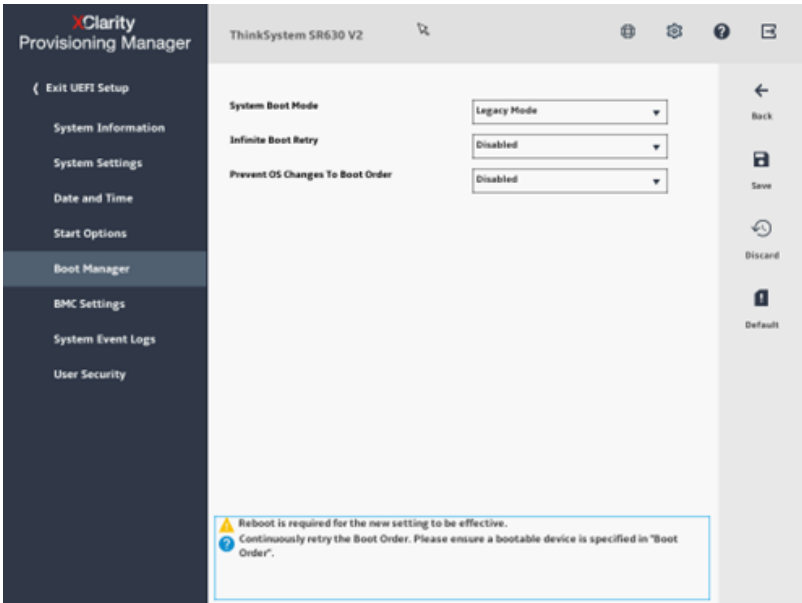 XClarity
Provisioning Manager
ThinkSystem SR630 V2
Exit UEFI Setup
System Information
System Settings
Date and Time
Start Options
Boot Manager
BMC Settings
System Event Logs
User Security
System Boot Mode
Legacy Mode
Infinite Boot Retry
Disabled
Prevent OS Changes To Boot Order
Disabled
Back
Save
Discard
Default
Reboot is required for the new setting to be effective.
Continuously retry the Boot Order. Please ensure a bootable device is specified in "Boot
Order".